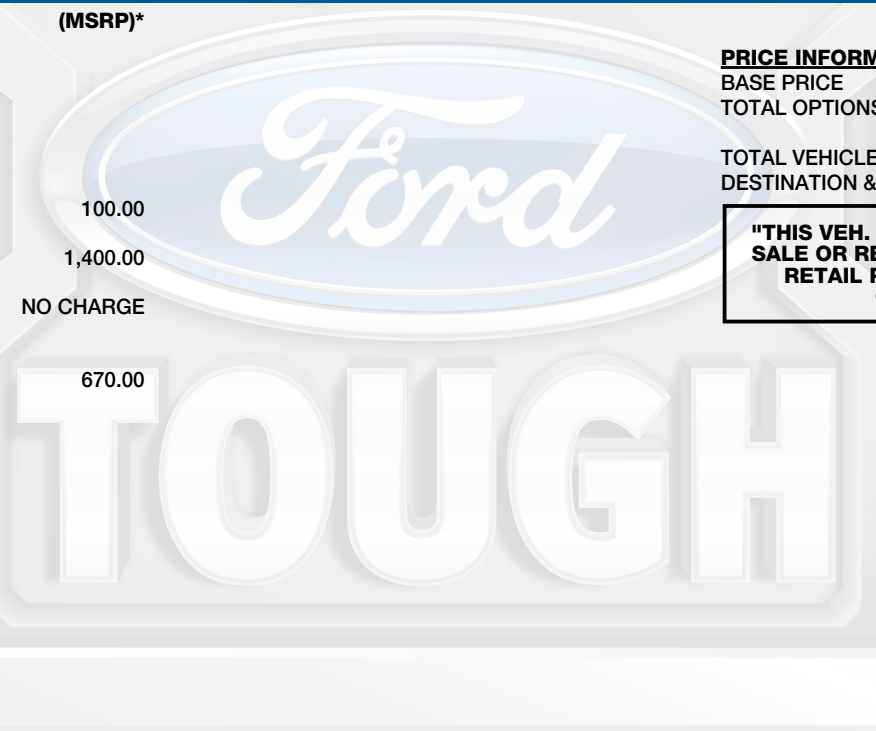 (MSRP)*
100.00
1,400.00
NO CHARGE
670.00
PRICE INFORM
BASE PRICE
TOTAL OPTIONS
TOTAL VEHICLE
DESTINATION &
"THIS VEH.
SALE OR RE
RETAIL
Ford
TOUGH